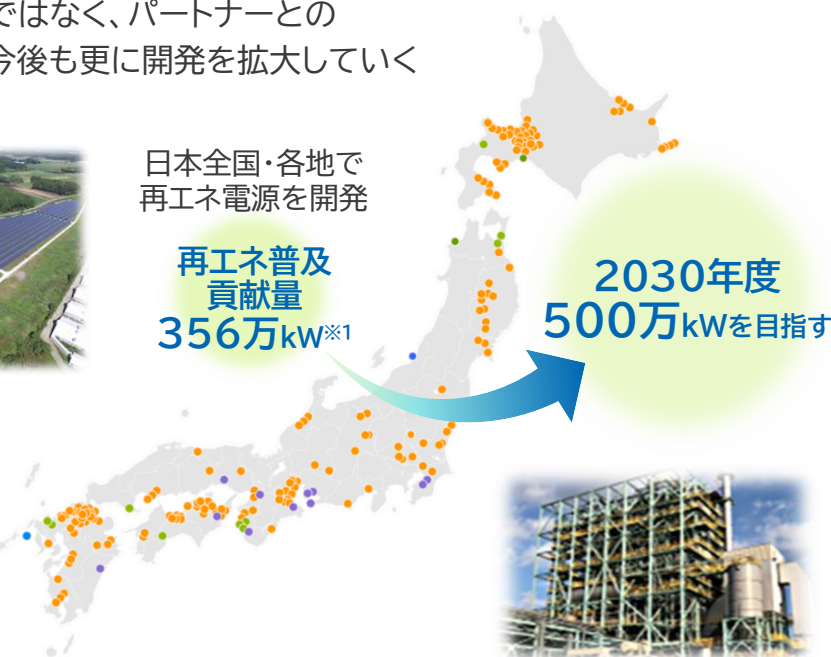 ではなく、パートナーとの
今後も更に開発を拡大していく
日本全国・各地で
再エネ電源を開発
再エネ普及
貢献量
356万kW※1
2030年度
500万kWを目指す